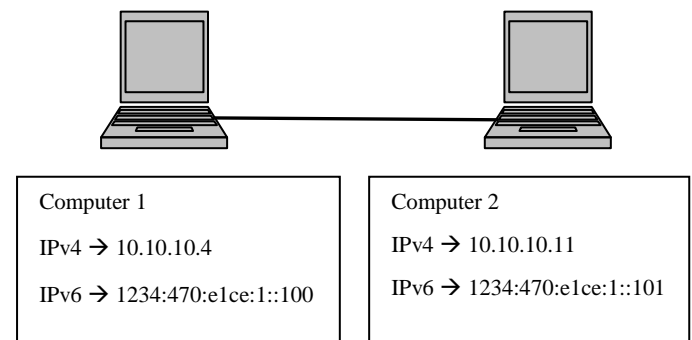 Computer 1
IPv4 → 10.10.10.4
IPv6 → 1234:470:e1ce:1::100
Computer 2
IPv4 → 10.10.10.11
IPv6 → 1234:470:e1ce:1::101